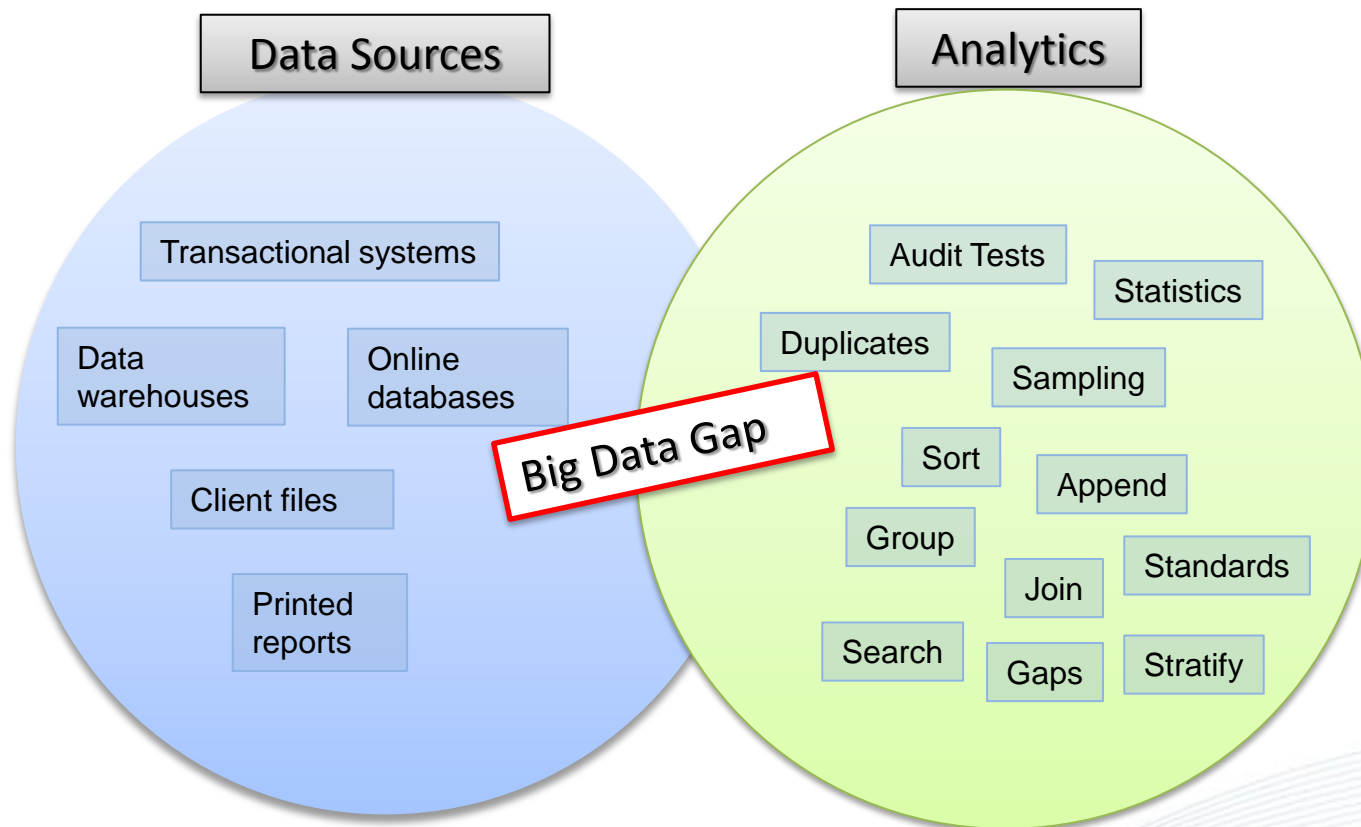 Data Sources
Analytics
Transactional systems
Data
warehouses
Online
databases
Client files
Printed
reports
Big Data Gap
Audit Tests
Statistics
Duplicates
Sampling
Sort
Append
Group
Join
Standards
Search
Gaps
Stratify